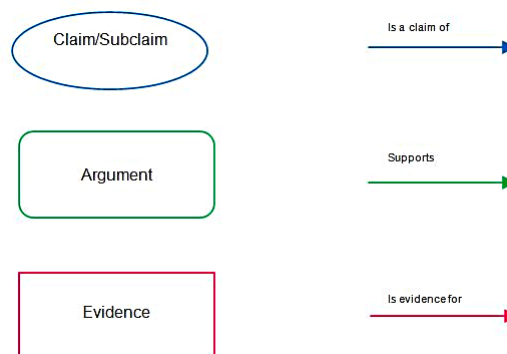 Claim/Subclaim
Is a claim of
Argument
Supports
Evidence
Is evidence for